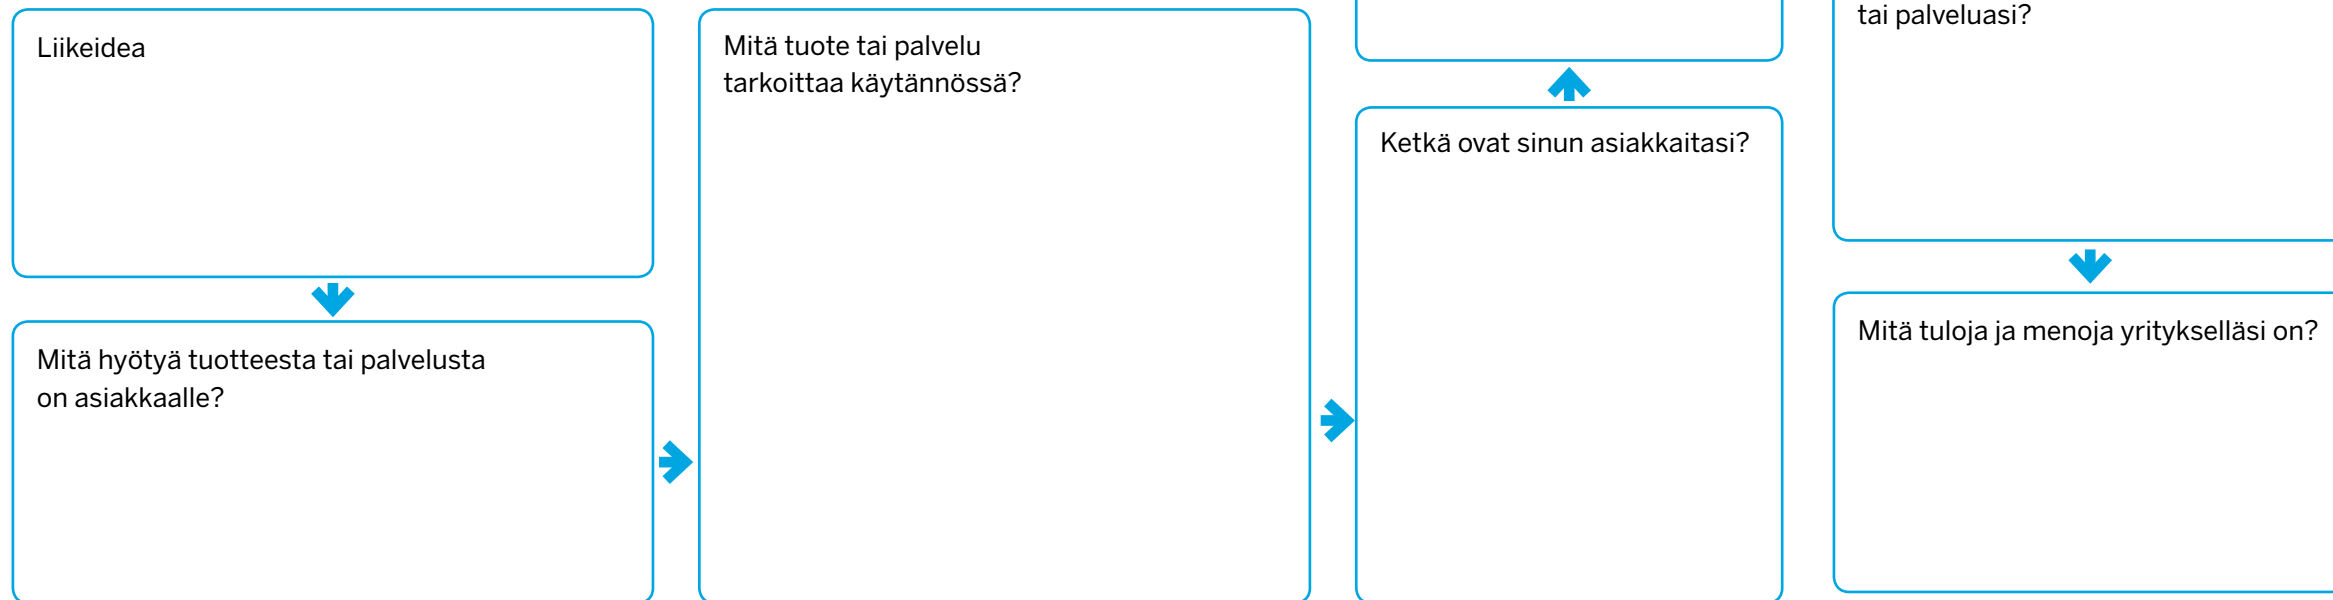 Liikeidea
Mitä hyötyä tuotteesta tai palvelusta
on asiakkaalle?
Mitä tuote tai palvelu
tarkoittaa käytännössä?
Ketkä ovat sinun asiakkaitasi?
tai palveluasi?
Mitä tuloja ja menoja yritykselläsi on?